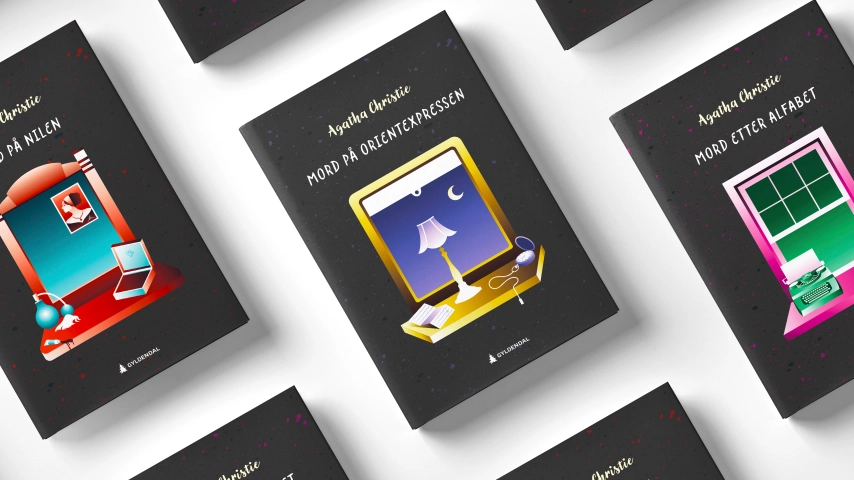 Christie
PÅ NILEN
GYLDENDAL
Agatha Christie
MORD PÅ ORIENTEXPRESSEN
GYLDENDAL
Agatha Christie
MORD ETTER ALFABET
Christie
Christie